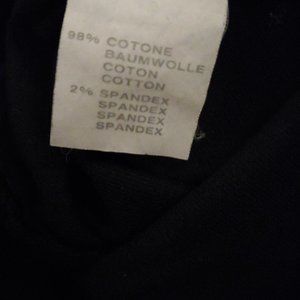 98% COTONE
BAUMWOLLE
COTON
COTTON
2% SPANDEX
SPANDEX
SPANDEX
SPANDEX